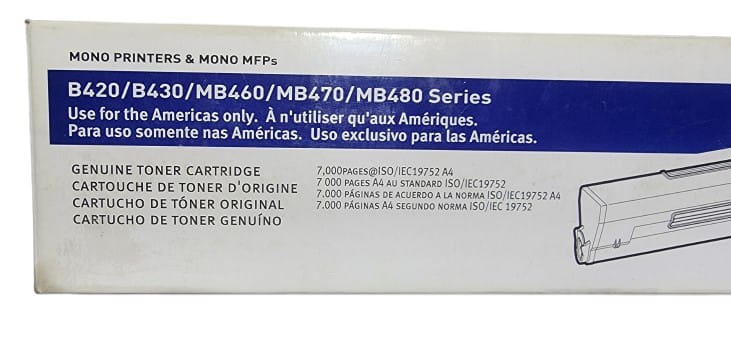 MONO PRINTERS & MONO MFPs
B420/B430/MB460/MB470/MB480 Series
Use for the Americas only. À n'utiliser qu'aux Amériques.
Para uso somente nas Américas. Uso exclusivo para las Américas.
GENUINE TONER CARTRIDGE 7,000PAGES@ISO/IEC19752 A4
CARTOUCHE DE TONER D'ORIGINE 7 000 PAGES A4 AU STANDARD ISO/IEC19752
CARTUCHO DE TÓNER ORIGINAL 7.000 PÁGINAS DE ACUERDO A LA NORMA ISO/IEC19752 A4
CARTUCHO DE TONER GENUÍNO 7.000 PÁGINAS A4 SEGUNDO NORMA ISO/IEC 19752